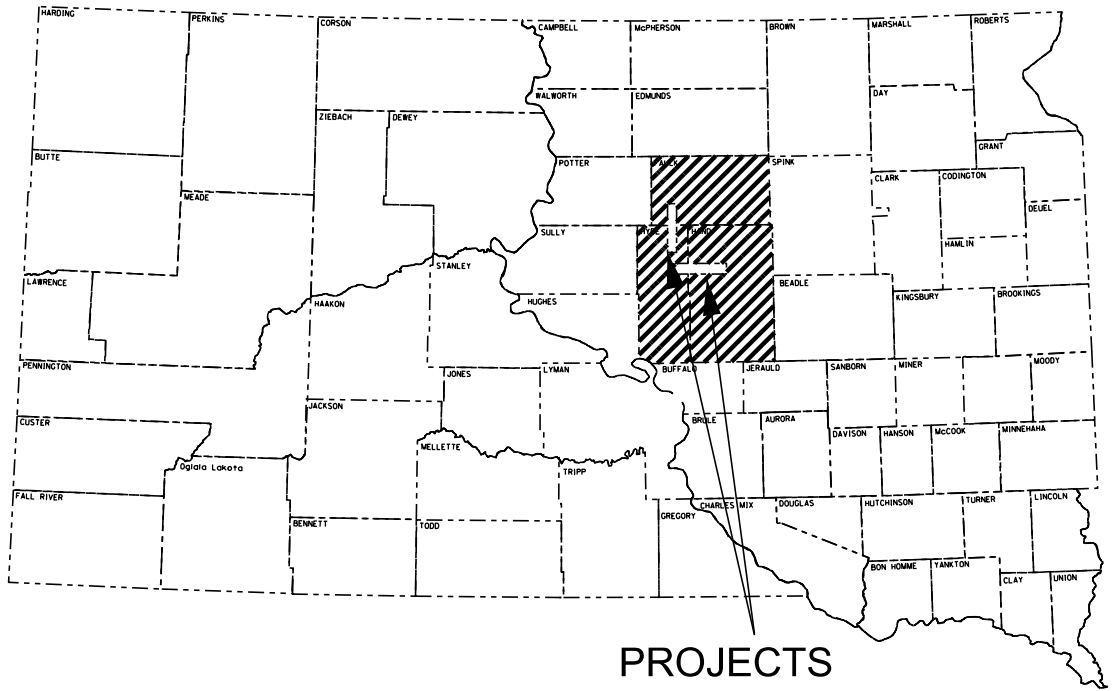 HARDING
PERKINS
CORSON
CAMPBELL
McPHERSON
BROWN
MARSHALL
ROBERTS
WALWORTH
EDMUNDS
DAY
ZIEBACH
DEWEY
GRANT
BUTTE
POTTER
SPINK
CLARK
CODINGTON
MEADE
DEUEL
SULLY
HAND
HAMLIN
STANLEY
LAWRENCE
BEADLE
HAAKON
HUGHES
KINGSBURY
BROOKINGS
PENNINGTON
JONES
LYMAN
BUFFALO
JERAULD
SANBORN
MINER
MOODY
JACKSON
CUSTER
BRULE
AURORA
DAVISON
HANSON
McCOOK
MINNEHAHA
MELLETTE
Oglala Lakota
TRIPP
FALL RIVER
GREGORY
CHARLES MIX
DOUGLAS
HUTCHINSON
TURNER
LINCOLN
BENNETT
TODD
BON HOMME
YANKTON
CLAY
UNION
PROJECTS